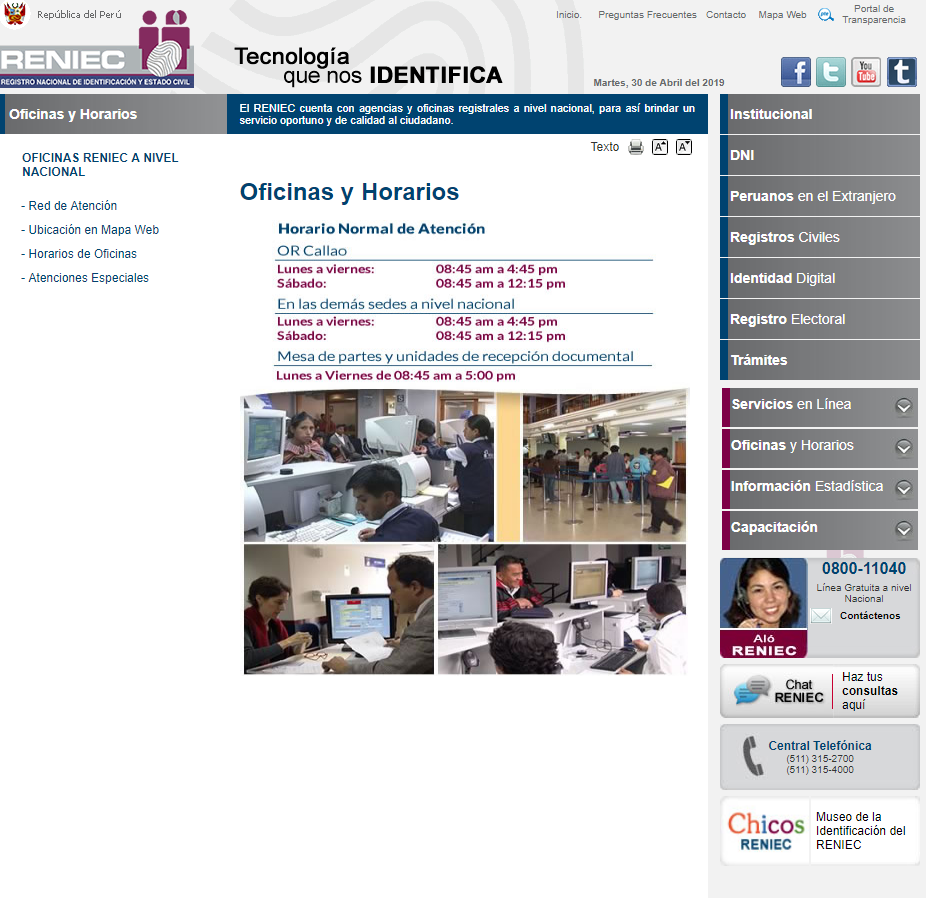 República del Perú
Inicio.
Preguntas Frecuentes
Contacto
Mapa Web
Portal de
Transparencia
RENIEC
REGISTRO NACIONAL DE IDENTIFICACIÓN Y ESTADO CIVIL
Tecnología
que nos IDENTIFICA
Martes, 30 de Abril del 2019
f
t
You
Tube
t
Oficinas y Horarios
El RENIEC cuenta con agencias y oficinas registrales a nivel nacional, para así brindar un
servicio oportuno y de calidad al ciudadano.
OFICINAS RENIEC A NIVEL
NACIONAL
- Red de Atención
- Ubicación en Mapa Web
- Horarios de Oficinas
- Atenciones Especiales
Texto
A
A
Oficinas y Horarios
Horario Normal de Atención
OR Callao
Lunes a viernes: 08:45 am a 4:45 pm
Sábado: 08:45 am a 12:15 pm
En las demás sedes a nivel nacional
Lunes a viernes: 08:45 am a 4:45 pm
Sábado: 08:45 am a 12:15 pm
Mesa de partes y unidades de recepción documental
Lunes a Viernes de 08:45 am a 5:00 pm
Institucional
DNI
Peruanos en el Extranjero
Registros Civiles
Identidad Digital
Registro Electoral
Trámites
Servicios en Línea
Oficinas y Horarios
Información Estadística
Capacitación
0800-11040
Línea Gratuita a nivel
Nacional
Contáctenos
Aló
RENIEC
Chat
RENIEC
Haz tus
consultas
aquí
Central Telefónica
(511) 315-2700
(511) 315-4000
Chicos
RENIEC
Museo de la
Identificación del
RENIEC